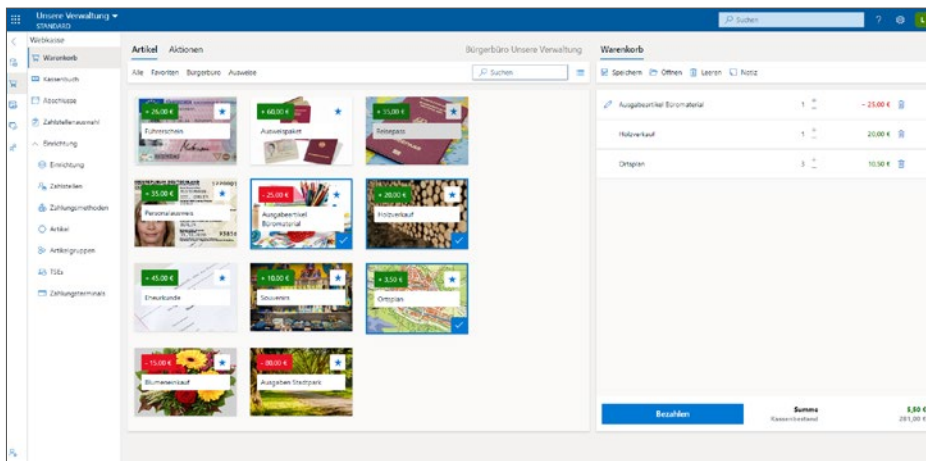 Unsere Verwaltung
STANDARD
Suchen
?
L
Webkasse
Warenkorb
Kassenbuch
Abschlüsse
Zahlstellenauswahl
Einrichtung
Einrichtung
Zahlstellen
Zahlungsmethoden
Artikel
Artikelgruppen
TSEs
Zahlungsterminals
Artikel Aktionen
Bürgerbüro Unsere Verwaltung
Alle Favoriten Bürgerbüro Ausweise
Suchen
+ 26,00 €
Führerschein
+ 60,00 €
Ausweispaket
+ 35,00 €
Reisepass
+ 35,00 €
Personalausweis
- 25,00 €
Ausgabeartikel
Büromaterial
+ 20,00 €
Holzverkauf
+ 45,00 €
Eheurkunde
+ 10,00 €
Souvenirs
+ 3,50 €
Ortsplan
- 15,00 €
Blumeneinkauf
Ausgaben Stadtpark
Warenkorb
Speichern Öffnen Leeren Notiz
Ausgabeartikel Büromaterial 1 - 25,00 €
Holzverkauf 1 20,00 €
Ortsplan 3 10,50 €
Bezahlen
Summe 5,50 €
Kassenbestand 281,00 €